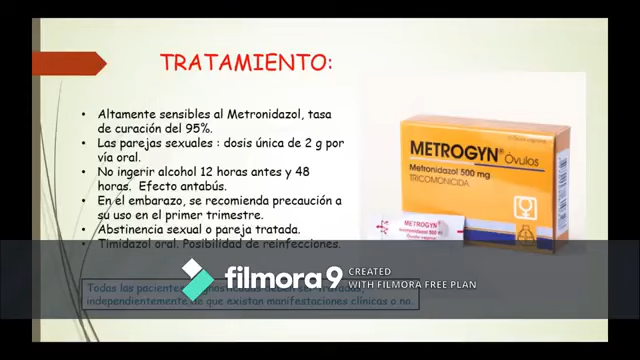 TRATAMIENTO:
• Altamente sensibles al Metronidazol, tasa
de curación del 95%.
• Las parejas sexuales : dosis única de 2 g por
vía oral.
• No ingerir alcohol 12 horas antes y 48
horas. Efecto antabús.
• En el embarazo, se recomienda precaución a
su uso en el primer trimestre.
• Abstinencia sexual o pareja tratada.
• Timidazol oral. Posibilidad de reinfecciones.
Todas las pacientes
independientemente de que existan manifestaciones clínicas o no.
METROGYN® Óvulos
Metronidazol 500 mg
TRICOMONICIDA
METROGYN®
metronidazol 500
filmora9
CREATED
WITH FILMORA FREE PLAN